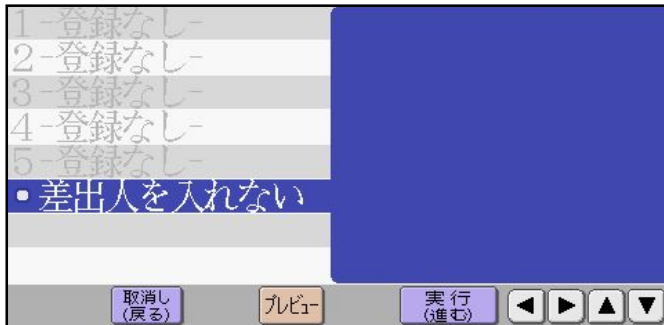 1-登録なし-
2-登録なし-
3-登録なし-
4-登録なし-
5-登録なし-
差出人を入れない
取消し
(戻る)
プレビュー
実行
(進む)